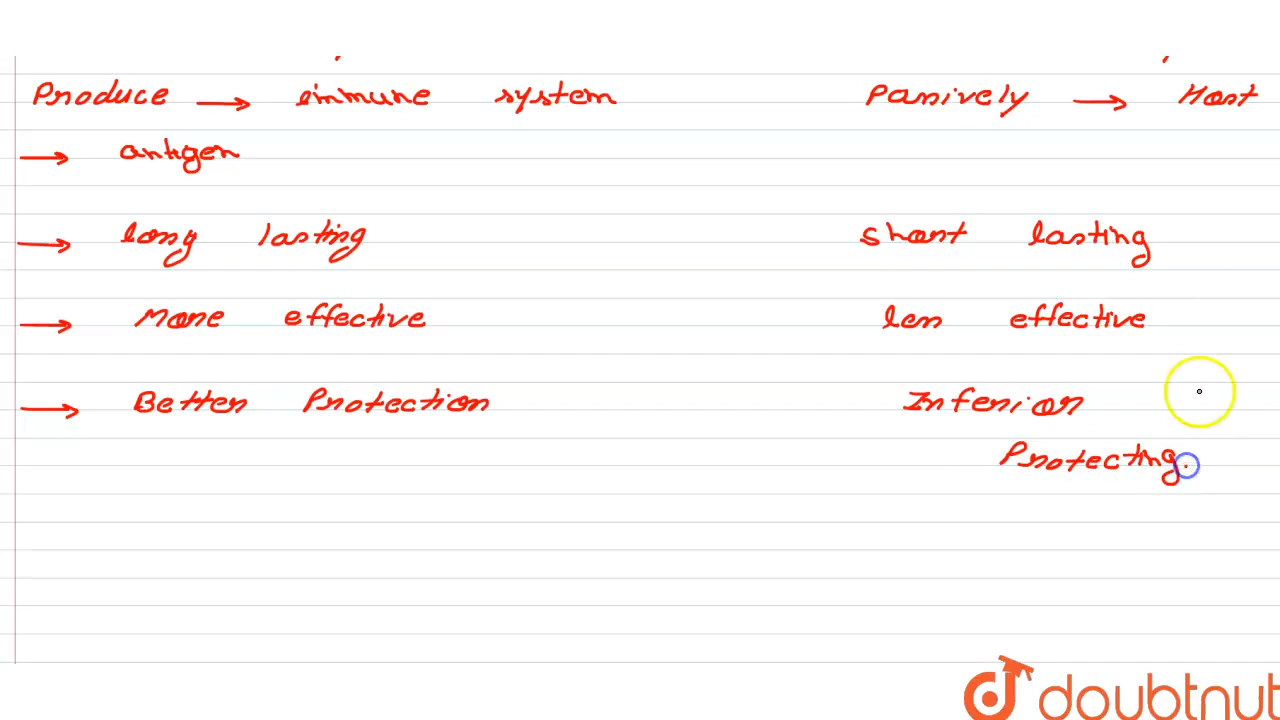 Produce → immune system Passively → Host
→ antigen
→ long lasting short lasting
→ More effective less effective
→ Better Protection Inferior
Protecting.
doubtnut